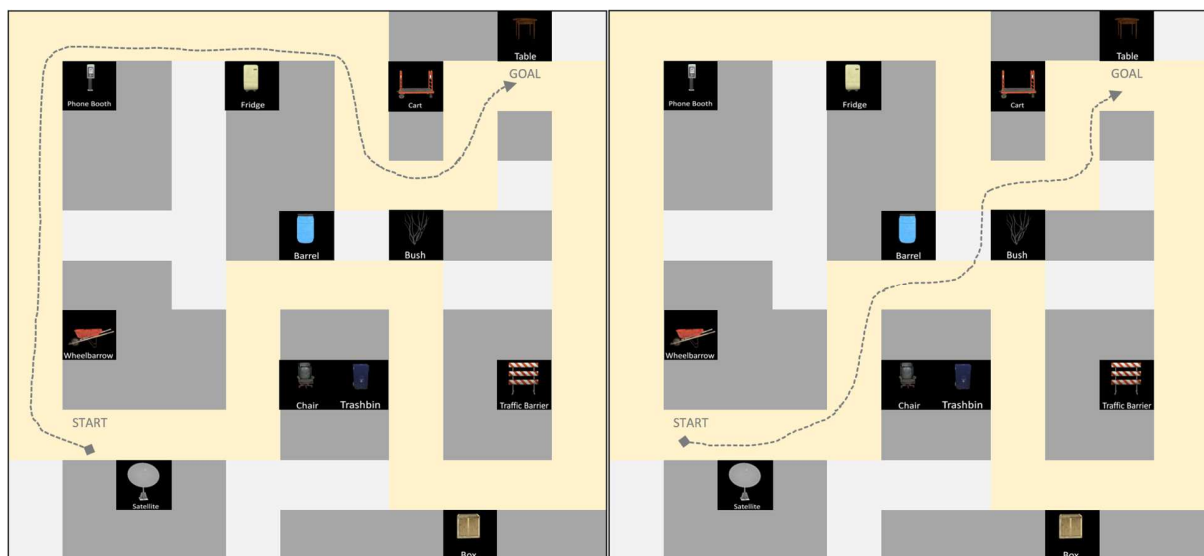 Table
GOAL
Phone Booth
Fridge
Cart
Barrel
Bush
Wheelbarrow
Chair
Trashbin
Traffic Barrier
START
Satellite
Box
Table
GOAL
Phone Booth
Fridge
Cart
Barrel
Bush
Wheelbarrow
Chair
Trashbin
Traffic Barrier
START
Satellite
Box